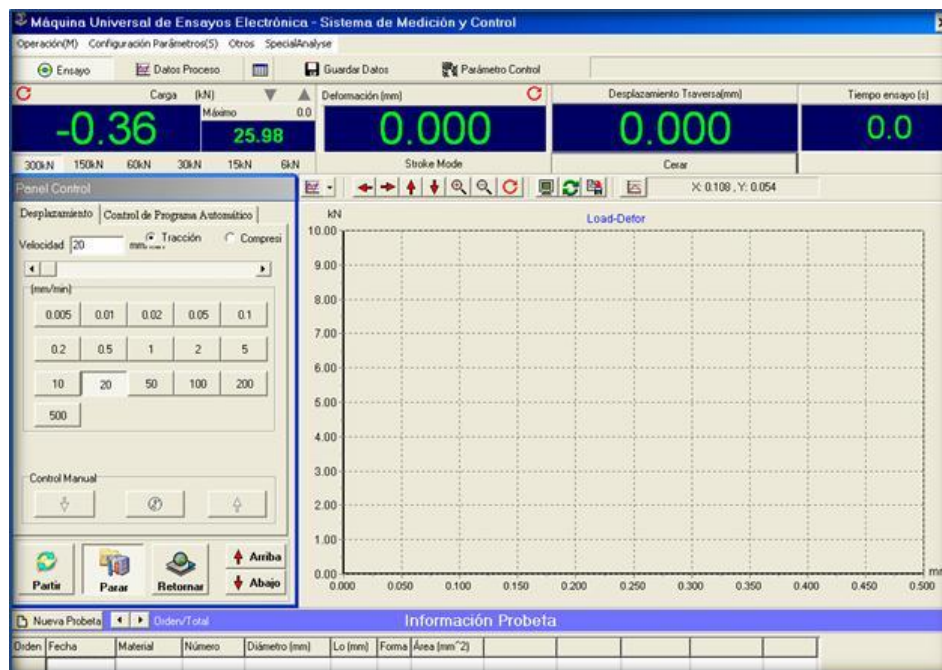 Máquina Universal de Ensayos Electrónica - Sistema de Medición y Control
Operación(M) Configuración Parámetros(S) Otros SpecialAnalyse
Ensayo Datos Proceso Guardar Datos Parámetro Control
Carga (kN) Deformación (mm) Desplazamiento Traversa(mm) Tiempo ensayo (s)
Máximo 0.0
-0.36 25.98 0.000 0.000 0.0
300kN 150kN 60kN 30kN 15kN 6kN Stroke Mode Cerar
Panel Control X: 0.108 , Y: 0.054
Desplazamiento Control de Programa Automático
Velocidad 20 Tracción Compresi
(mm/min)
0.005 0.01 0.02 0.05 0.1
0.2 0.5 1 2 5
10 20 50 100 200
500
Control Manual
Partir Parar Retornar Arriba
Abajo
kN Load-Defor
10.00
9.00
8.00
7.00
6.00
5.00
4.00
3.00
2.00
1.00
0.00
0.000 0.050 0.100 0.150 0.200 0.250 0.300 0.350 0.400 0.450 0.500
Nueva Probeta Orden/Total Información Probeta
Orden Fecha Material Número Diámetro (mm) Lo (mm) Forma Área (mm^2)